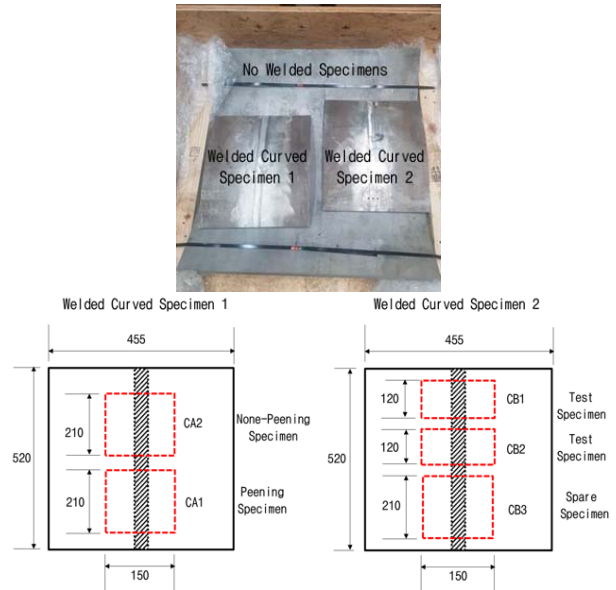 No Welded Specimens
Welded Curved
Specimen 1
Welded Curved
Specimen 2
Welded Curved Specimen 1
455
520
210
CA2
None-Peening
Specimen
210
CA1
Peening
Specimen
150
Welded Curved Specimen 2
455
520
120
CB1
Test
Specimen
120
CB2
Test
Specimen
210
CB3
Spare
Specimen
150